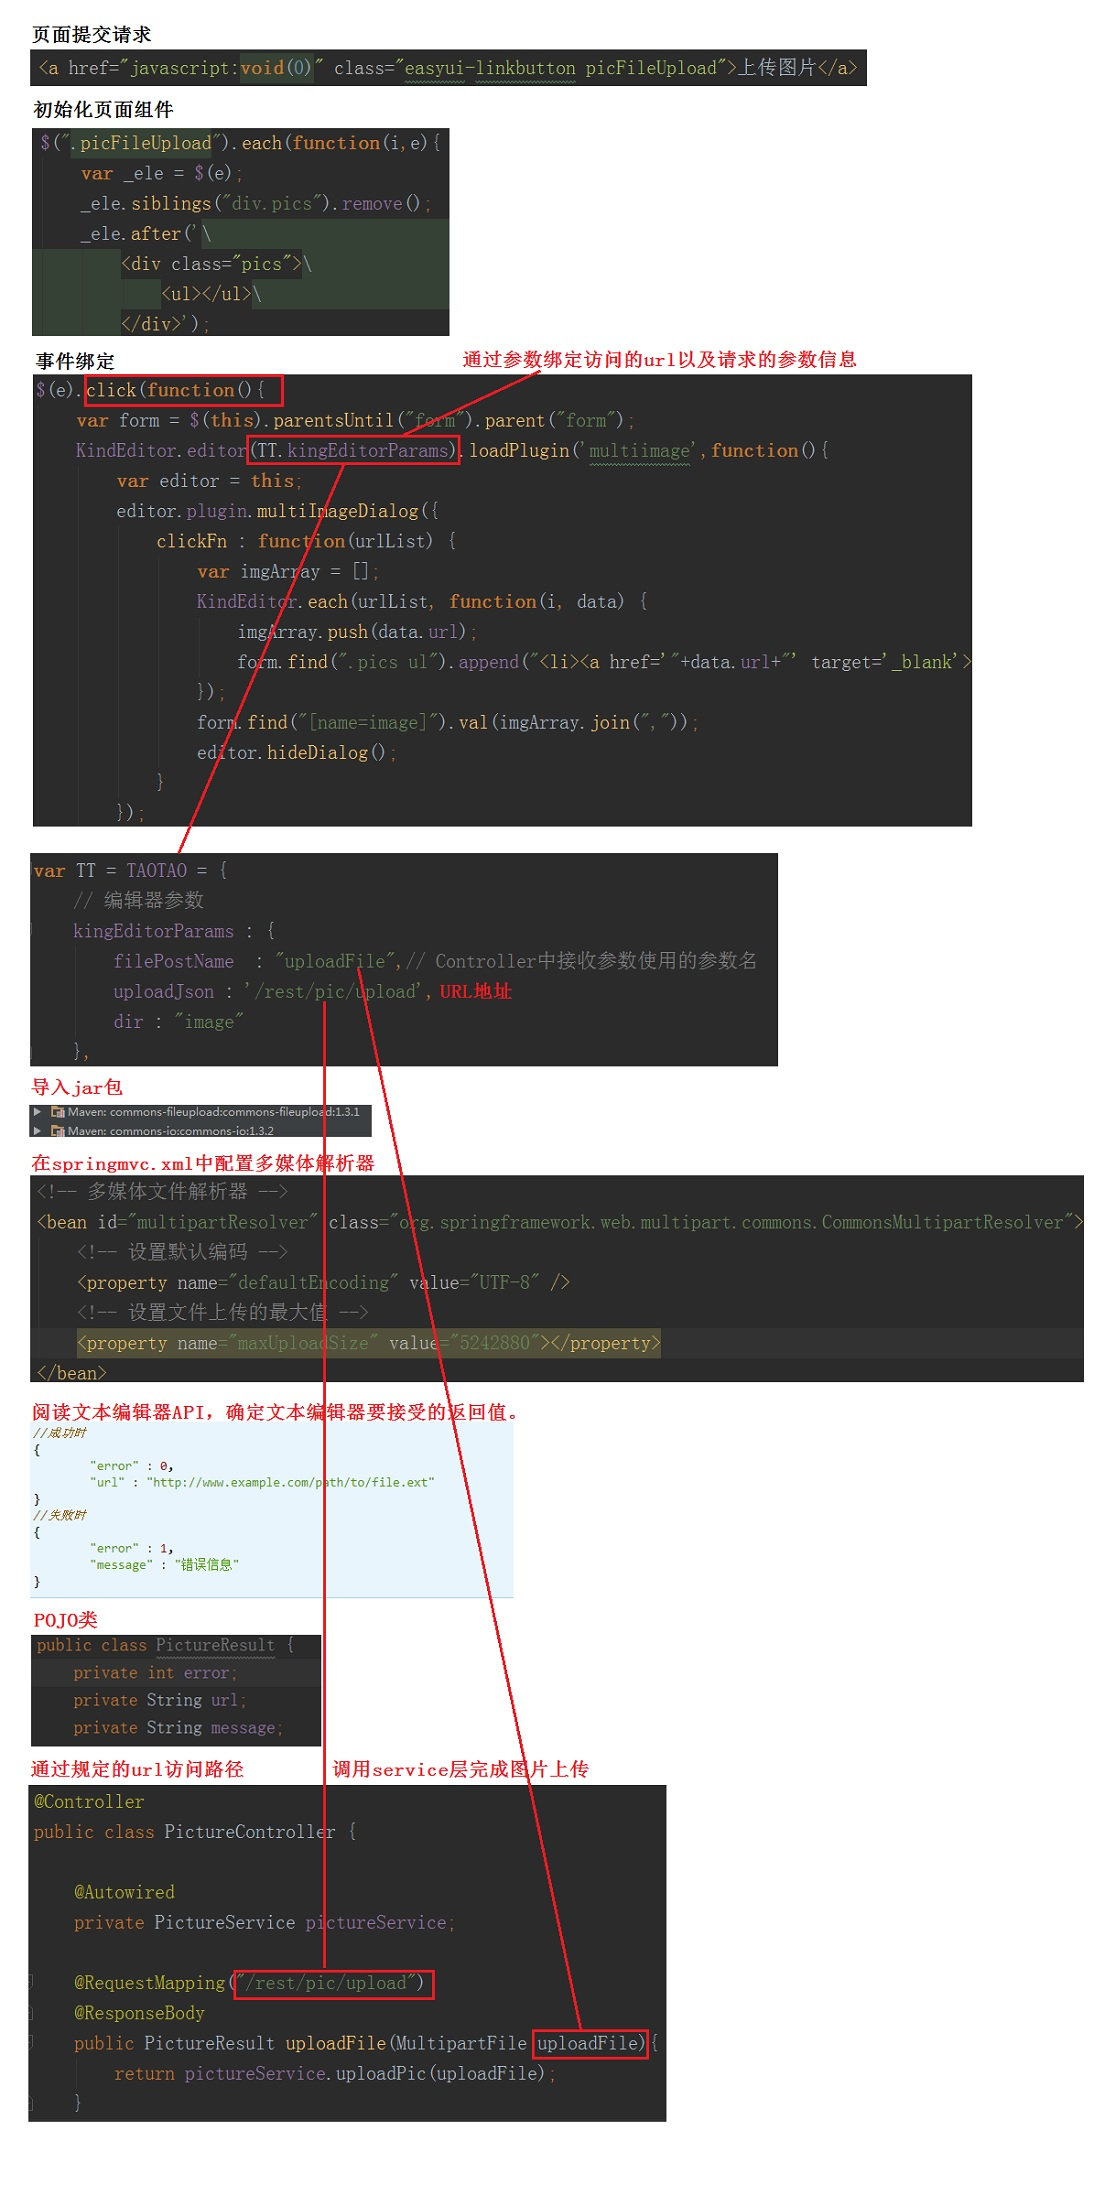 页面提交请求
<a href="javascript:void(0)" class="easyui-linkbutton picFileUpload">上传图片</a>
初始化页面组件
$(".picFileUpload").each(function(i,e){
var _ele = $(e);
_ele.siblings("div.pics").remove();
_ele.after('\
<div class="pics">\
<ul></ul>\
</div>');
事件绑定
通过参数绑定访问的url以及请求的参数信息
$(e).click(function(){
var form = $(this).parentsUntil("form").parent("form");
KindEditor.editor(TT.kingEditorParams).loadPlugin('multiimage',function(){
var editor = this;
editor.plugin.multiImageDialog({
clickFn : function(urlList) {
var imgArray = [];
KindEditor.each(urlList, function(i, data) {
imgArray.push(data.url);
form.find(".pics ul").append("<li><a href='"+data.url+"' target='_blank'>
});
form.find("[name=image]").val(imgArray.join(","));
editor.hideDialog();
}
});
var TT = TAOTAO = {
// 编辑器参数
kingEditorParams : {
filePostName : "uploadFile",// Controller中接收参数使用的参数名
uploadJson : '/rest/pic/upload', URL地址
dir : "image"
},
导入jar包
Maven: commons-fileupload:commons-fileupload:1.3.1
Maven: commons-io:commons-io:1.3.2
在springmvc.xml中配置多媒体解析器
<!-- 多媒体文件解析器 -->
<bean id="multipartResolver" class="org.springframework.web.multipart.commons.CommonsMultipartResolver">
<!-- 设置默认编码 -->
<property name="defaultEncoding" value="UTF-8" />
<!-- 设置文件上传的最大值 -->
<property name="maxUploadSize" value="5242880"></property>
</bean>
阅读文本编辑器API，确定文本编辑器要接受的返回值。
//成功时
{
"error" : 0,
"url" : "http://www.example.com/path/to/file.ext"
}
//失败时
{
"error" : 1,
"message" : "错误信息"
}
POJO类
public class PictureResult {
private int error;
private String url;
private String message;
通过规定的url访问路径
调用service层完成图片上传
@Controller
public class PictureController {
@Autowired
private PictureService pictureService;
@RequestMapping("/rest/pic/upload")
@ResponseBody
public PictureResult uploadFile(MultipartFile uploadFile){
return pictureService.uploadPic(uploadFile);
}